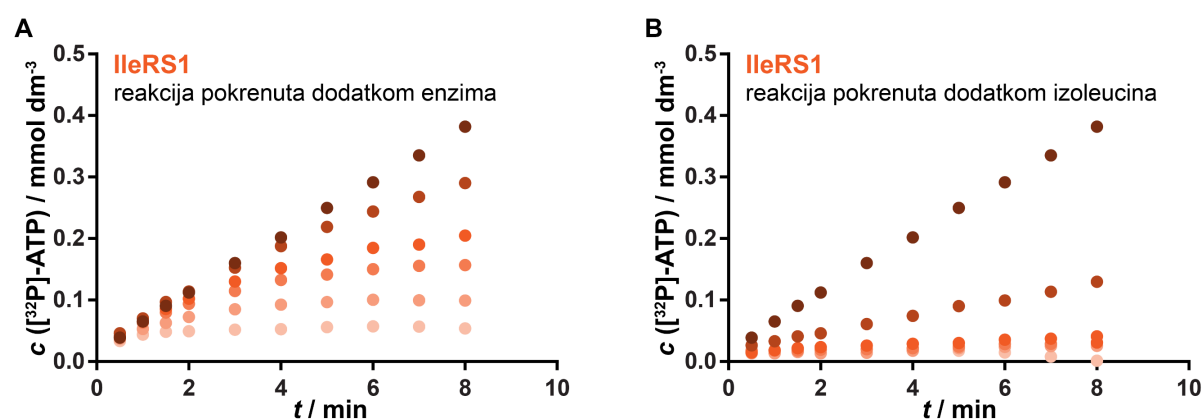 A
IleRS1
reakcija pokrenuta dodatkom enzima
c ([³²P]-ATP) / mmol dm⁻³
0.5
0.4
0.3
0.2
0.1
0.0
0 2 4 6 8 10
t / min
B
IleRS1
reakcija pokrenuta dodatkom izoleucina
c ([³²P]-ATP) / mmol dm⁻³
0.5
0.4
0.3
0.2
0.1
0.0
0 2 4 6 8 10
t / min